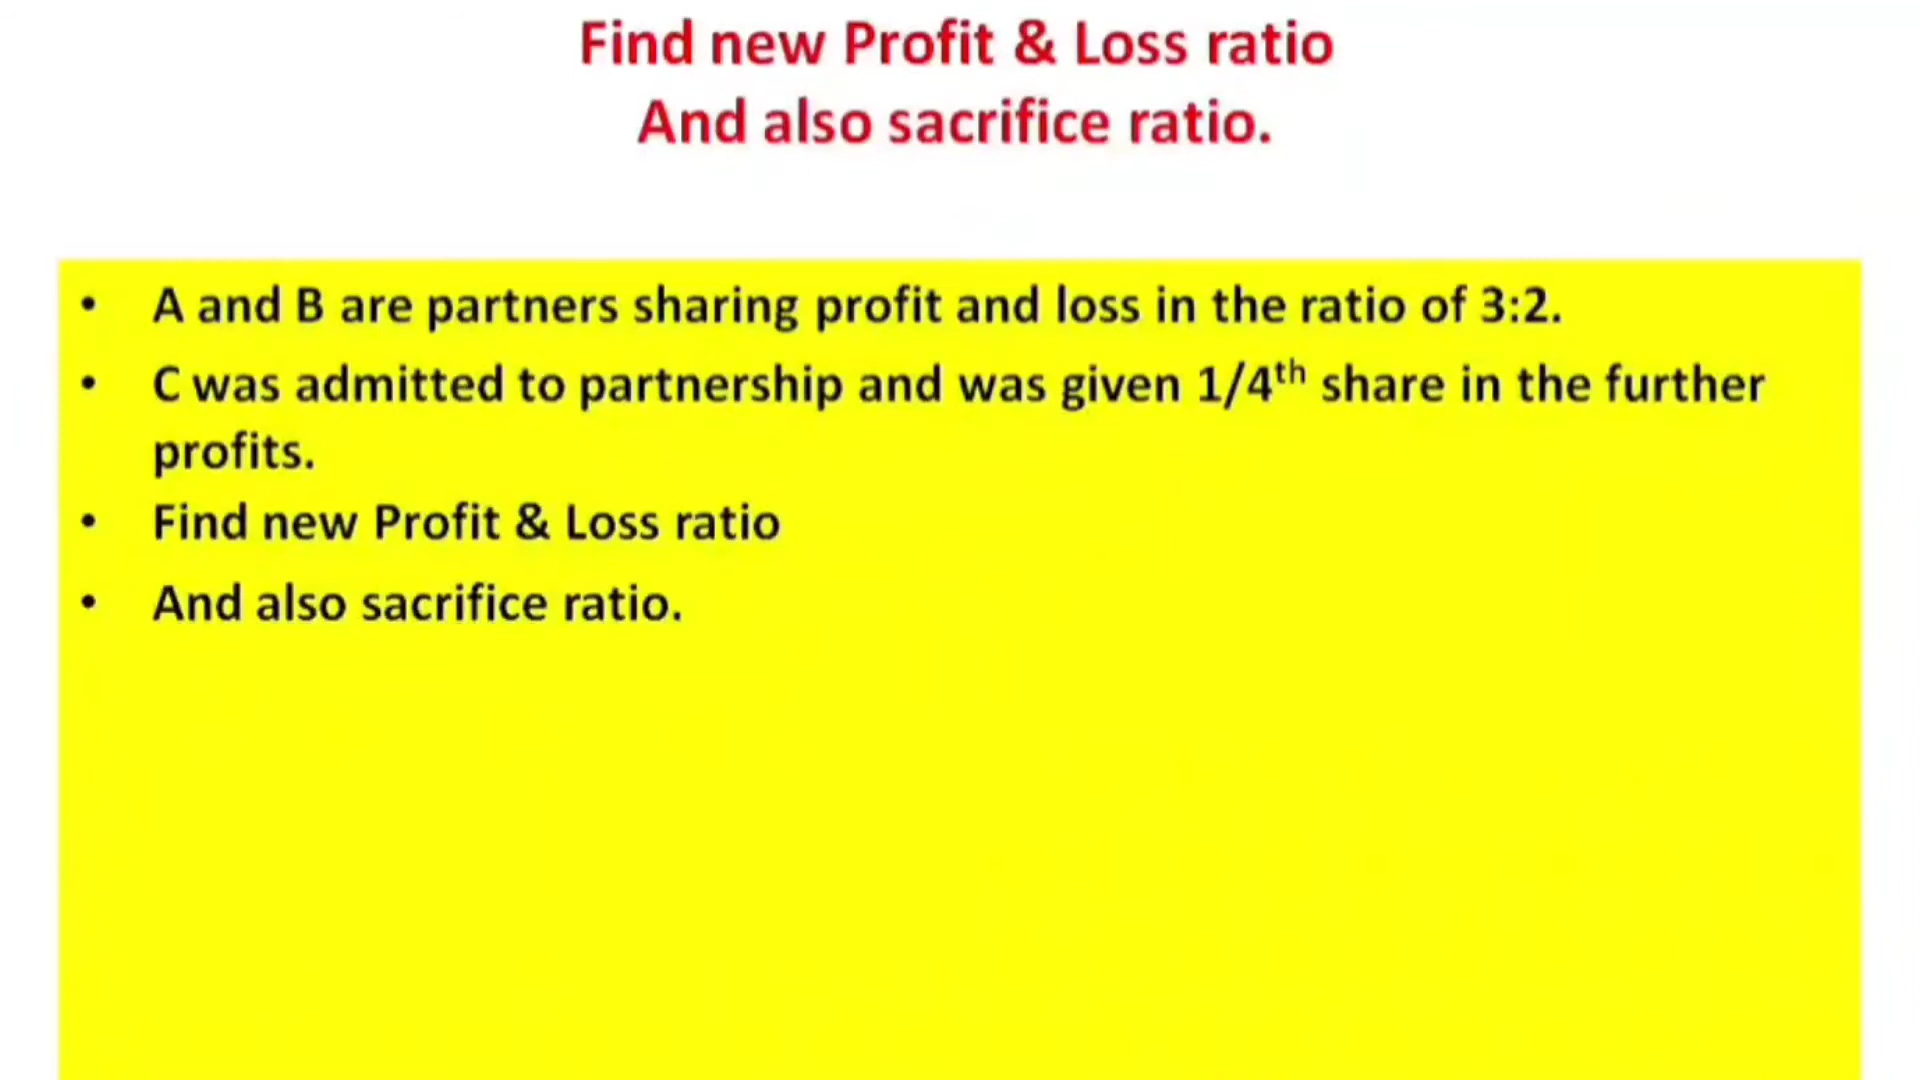 Find new Profit & Loss ratio
And also sacrifice ratio.
• A and B are partners sharing profit and loss in the ratio of 3:2.
• C was admitted to partnership and was given 1/4th share in the further
profits.
• Find new Profit & Loss ratio
• And also sacrifice ratio.